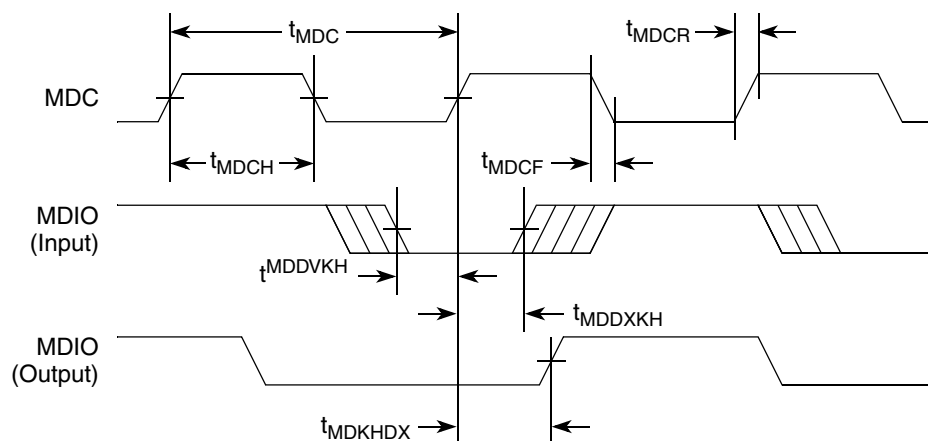 tMDC
tMDCR
MDC
tMDCH
tMDCF
MDIO
(Input)
tMDDVKH
tMDDXKH
MDIO
(Output)
tMDKHDX